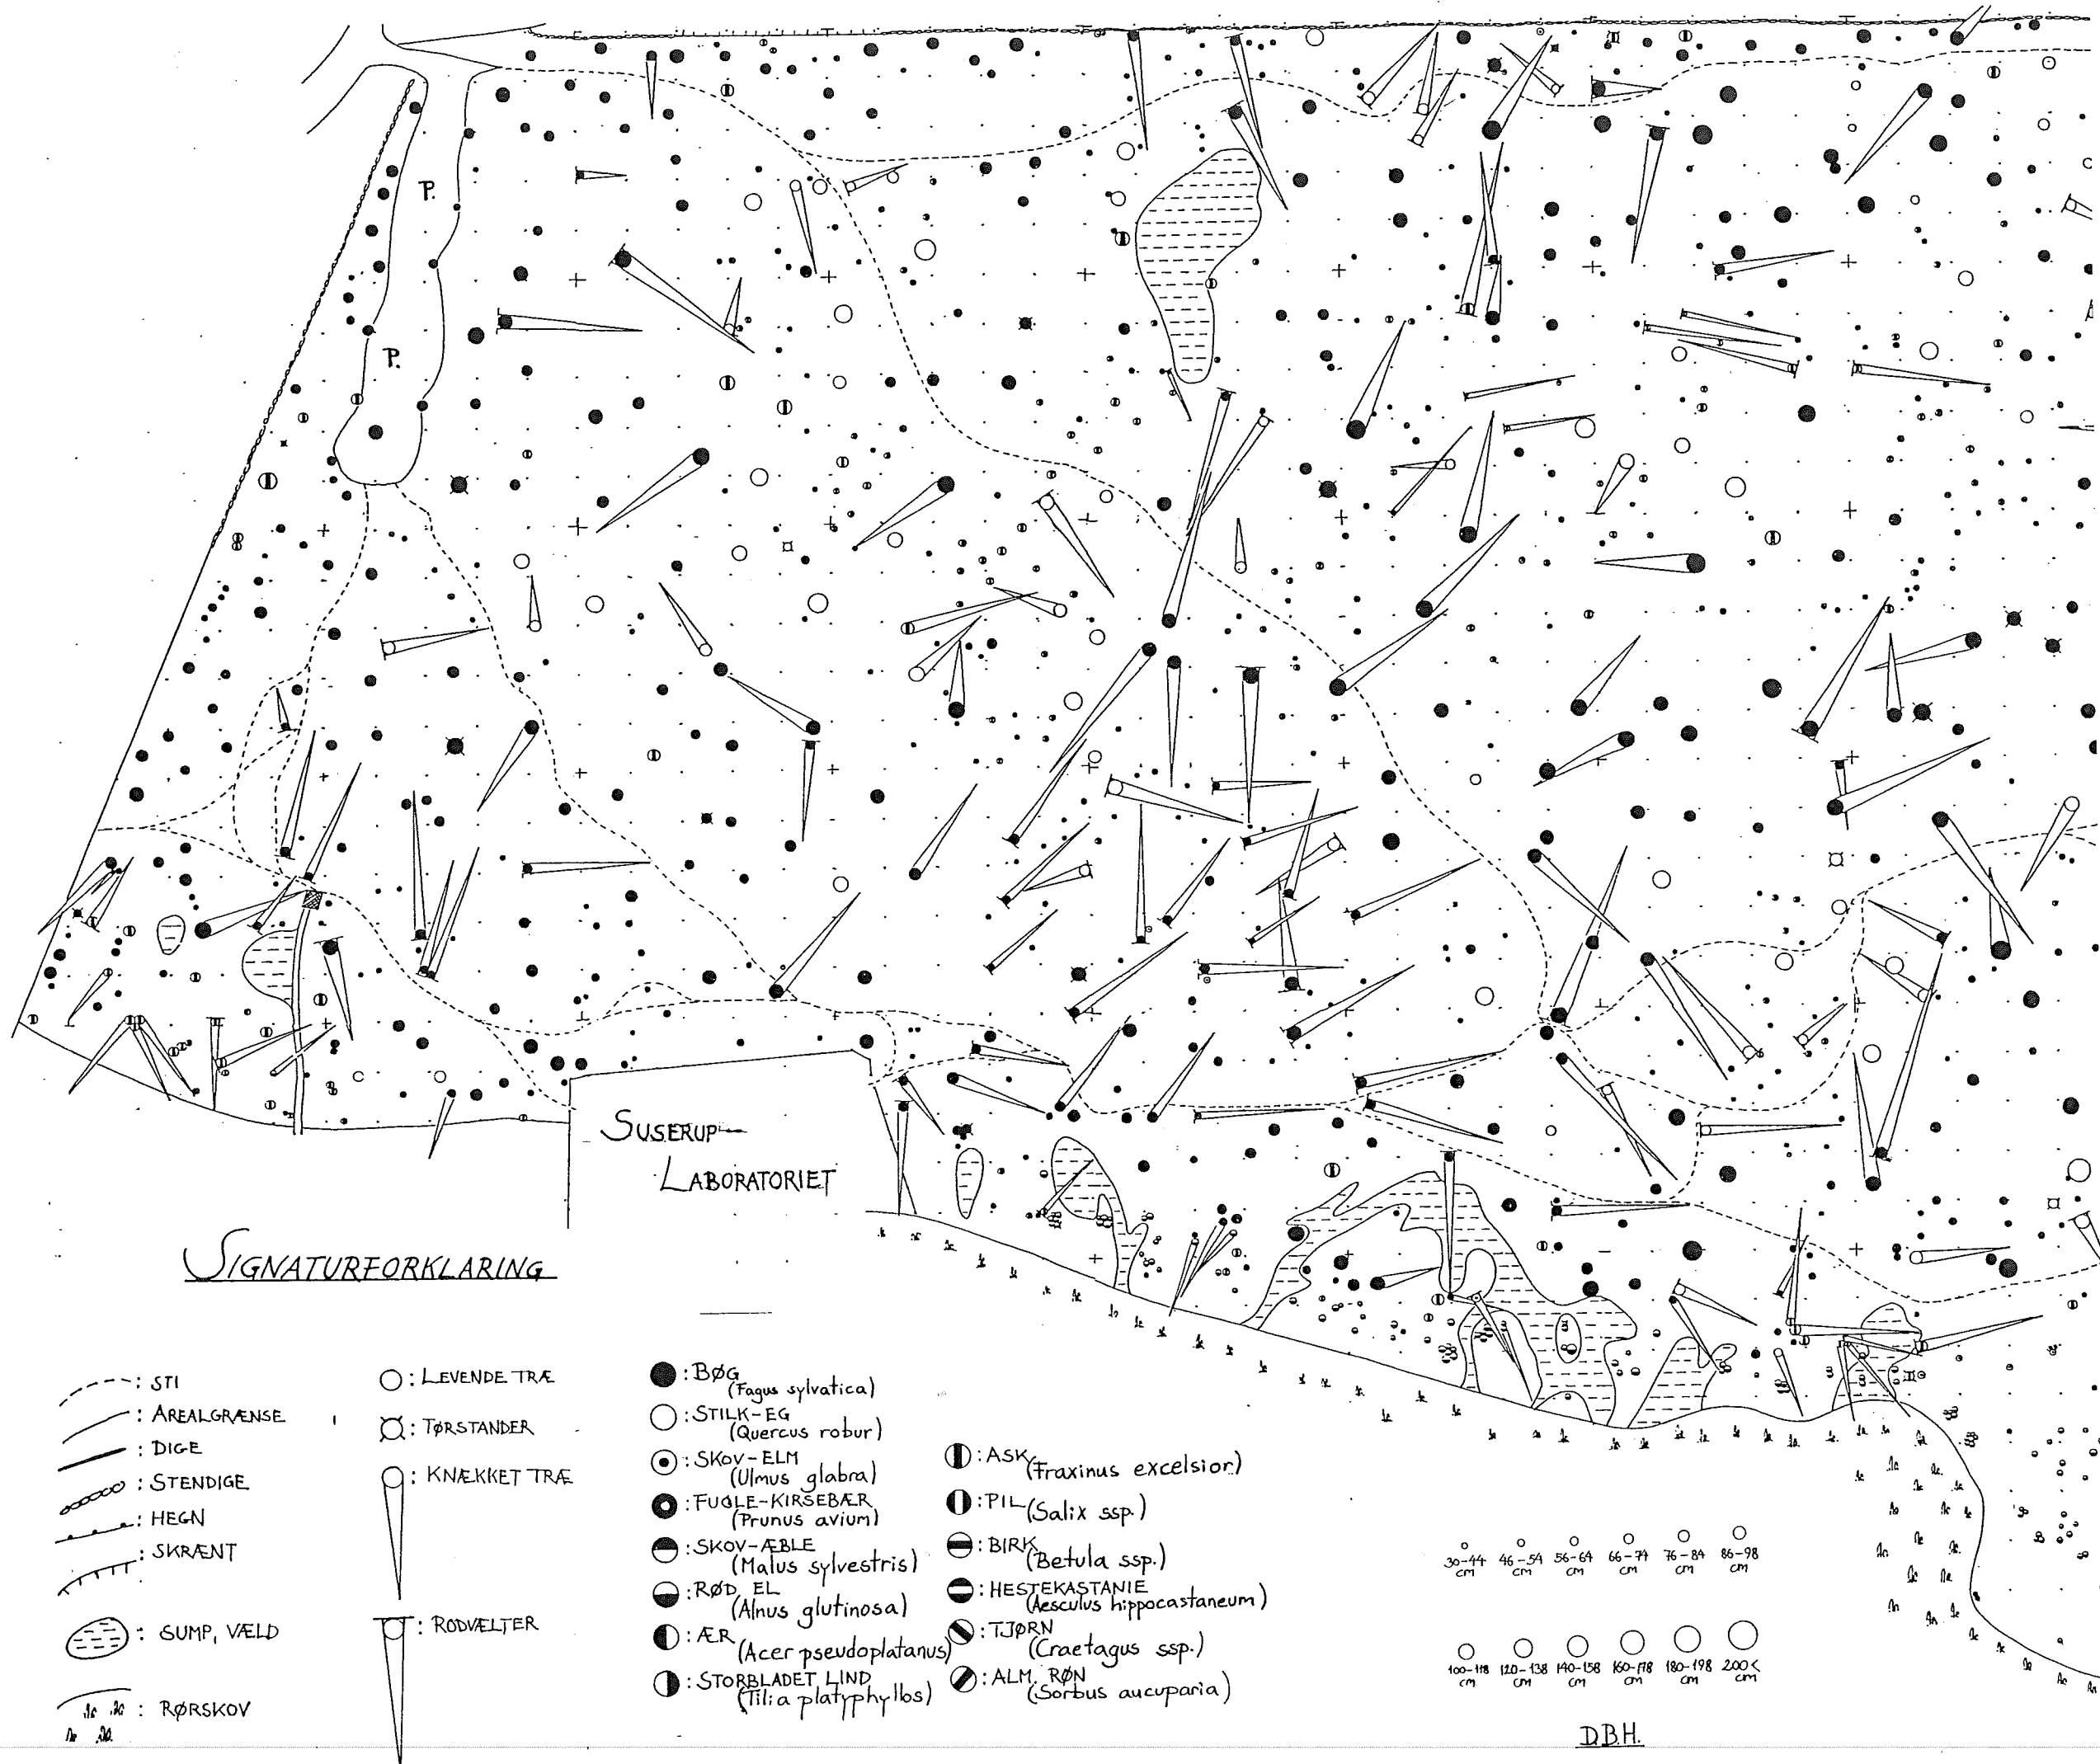 P.
P.
SUSERUP-
LABORATORIET
SIGNATURFORKLARING
: STI
: AREALGRÆNSE
: DIGE
: STENDIGE
: HEGN
: SKRÆNT
: SUMP, VÆLD
: RØRSKOV
: LEVENDE TRÆ
: TØRSTANDER
: KNÆKKET TRÆ
: RODVÆLTER
: BØG
(Fagus sylvatica)
: STILK-EG
(Quercus robur)
: SKOV-ELM
(Ulmus glabra)
: FUGLE-KIRSEBÆR
(Prunus avium)
: SKOV-ÆBLE
(Malus sylvestris)
: RØD EL
(Alnus glutinosa)
: ÆR
(Acer pseudoplatanus)
: STORBLADET LIND
(Tilia platyphyllos)
: ASK
(Fraxinus excelsior)
: PIL
(Salix ssp.)
: BIRK
(Betula ssp.)
: HESTEKASTANIE
(Aesculus hippocastaneum)
: TJØRN
(Craetagus ssp.)
: ALM. RØN
(Sorbus aucuparia)
30-44 cm 46-54 cm 56-64 cm 66-74 cm 76-84 cm 86-98 cm
100-118 cm 120-138 cm 140-158 cm 160-178 cm 180-198 cm 200< cm
D.B.H.